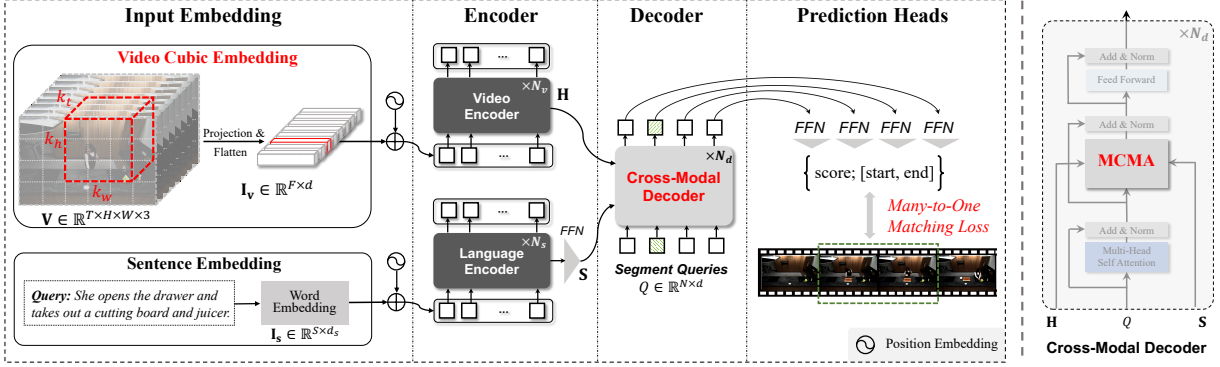 Input Embedding
Encoder
Decoder
Prediction Heads
Video Cubic Embedding
k_t
k_h
k_w
V ∈ ℝ^{T×H×W×3}
Projection &
Flatten
I_v ∈ ℝ^{F×d}
Sentence Embedding
Query: She opens the drawer and
takes out a cutting board and juicer.
Word
Embedding
I_s ∈ ℝ^{S×d_s}
...
×N_v
Video
Encoder
...
H
...
×N_s
Language
Encoder
...
FFN
S
×N_d
Cross-Modal
Decoder
Segment Queries
Q ∈ ℝ^{N×d}
FFN FFN FFN FFN
{ score; [start, end] }
Many-to-One
Matching Loss
Position Embedding
×N_d
Add & Norm
Feed Forward
Add & Norm
MCMA
Add & Norm
Multi-Head
Self Attention
H Q S
Cross-Modal Decoder